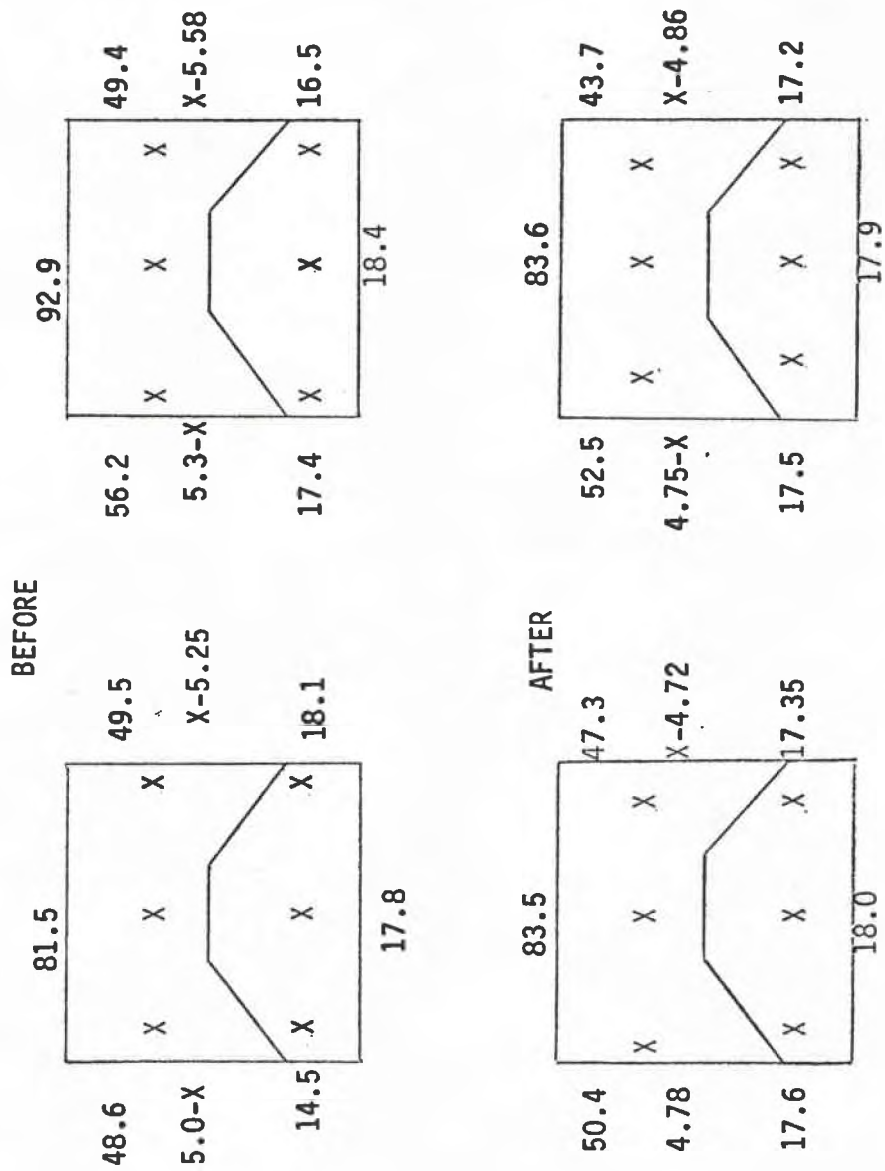 BEFORE
81.5
48.6 X X X 49.5
5.0-X X-5.25
14.5 X X X 18.1
17.8
92.9
56.2 X X X 49.4
5.3-X X-5.58
17.4 X X X 16.5
18.4
AFTER
83.5
50.4 X X X 47.3
4.78 X-4.72
17.6 X X X 17.35
18.0
83.6
52.5 X X X 43.7
4.75-X X-4.86
17.5 X X X 17.2
17.9